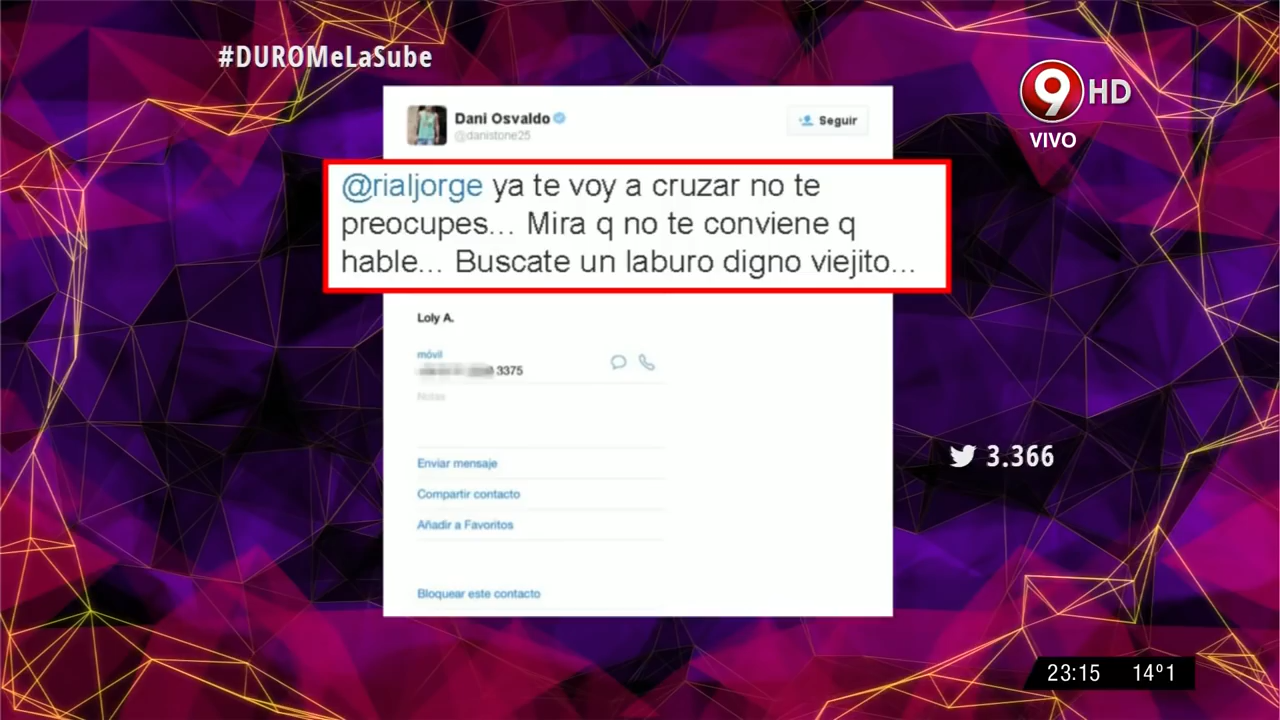 #DUROMeLaSube
9 HD
VIVO
Dani Osvaldo
@danistone25
Seguir
@rialjorge ya te voy a cruzar no te
preocupes... Mira q no te conviene q
hable... Buscate un laburo digno viejito...
Loly A.
móvil
3375
Notas
Enviar mensaje
Compartir contacto
Añadir a Favoritos
Bloquear este contacto
3.366
23:15 14º1